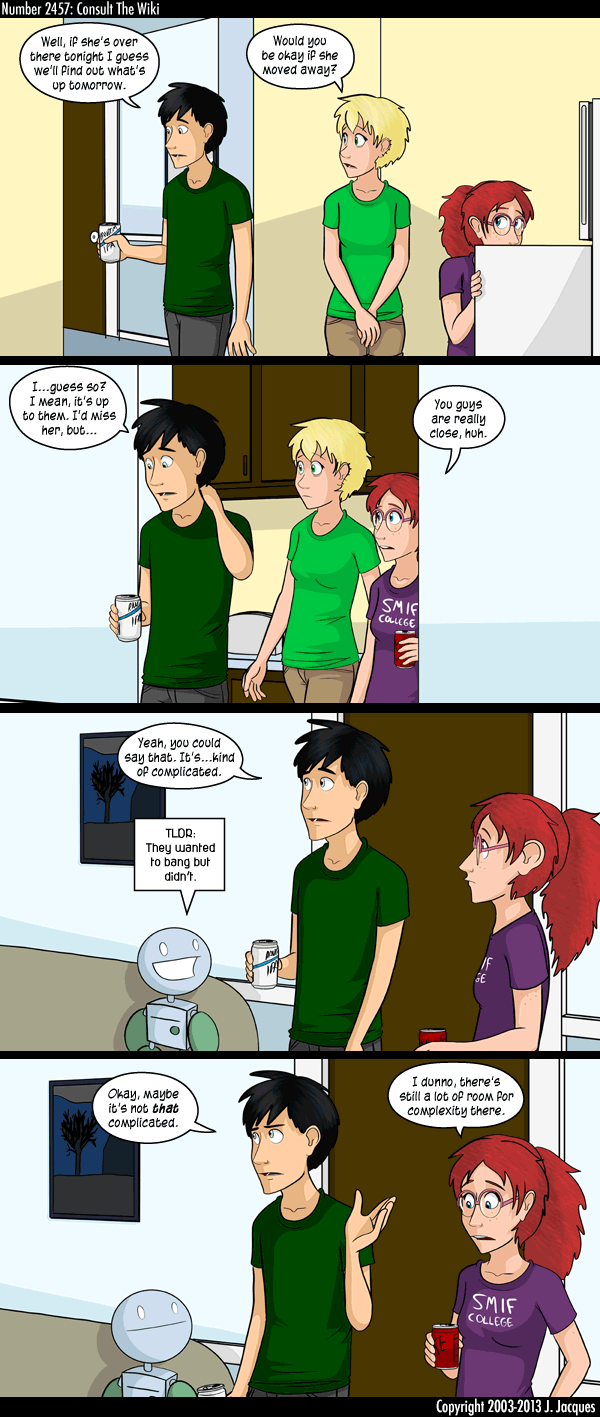 Number 2457: Consult The Wiki
Well, if she's over
there tonight I guess
we'll find out what's
up tomorrow.
Would you
be okay if she
moved away?
I...guess so?
I mean, it's up
to them. I'd miss
her, but...
You guys
are really
close, huh.
SMIF
COLLEGE
Yeah, you could
say that. It's...kind
of complicated.
TLDR:
They wanted
to bang but
didn't.
IF
GE
Okay, maybe
it's not that
complicated.
I dunno, there's
still a lot of room for
complexity there.
SMIF
COLLEGE
Copyright 2003-2013 J. Jacques